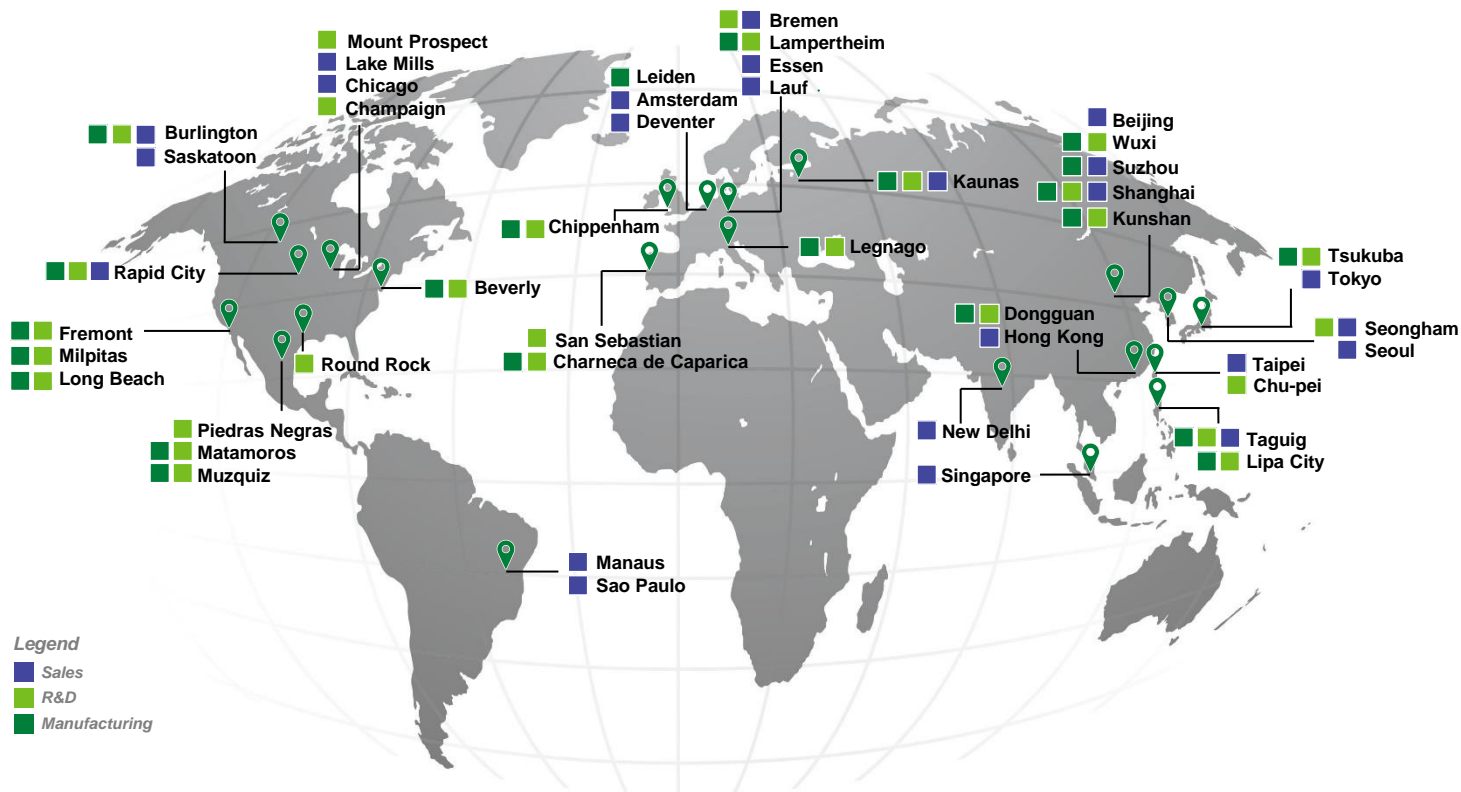 Mount Prospect
Lake Mills
Chicago
Champaign
Burlington
Saskatoon
Rapid City
Beverly
Fremont
Milpitas
Long Beach
Round Rock
Piedras Negras
Matamoros
Muzquiz
Manaus
Sao Paulo
Leiden
Amsterdam
Deventer
Bremen
Lampertheim
Essen
Lauf
Kaunas
Chippenham
Legnago
San Sebastian
Charneca de Caparica
Beijing
Wuxi
Suzhou
Shanghai
Kunshan
Tsukuba
Tokyo
Seongham
Seoul
Dongguan
Hong Kong
Taipei
Chu-pei
New Delhi
Singapore
Taguig
Lipa City
Legend
Sales
R&D
Manufacturing